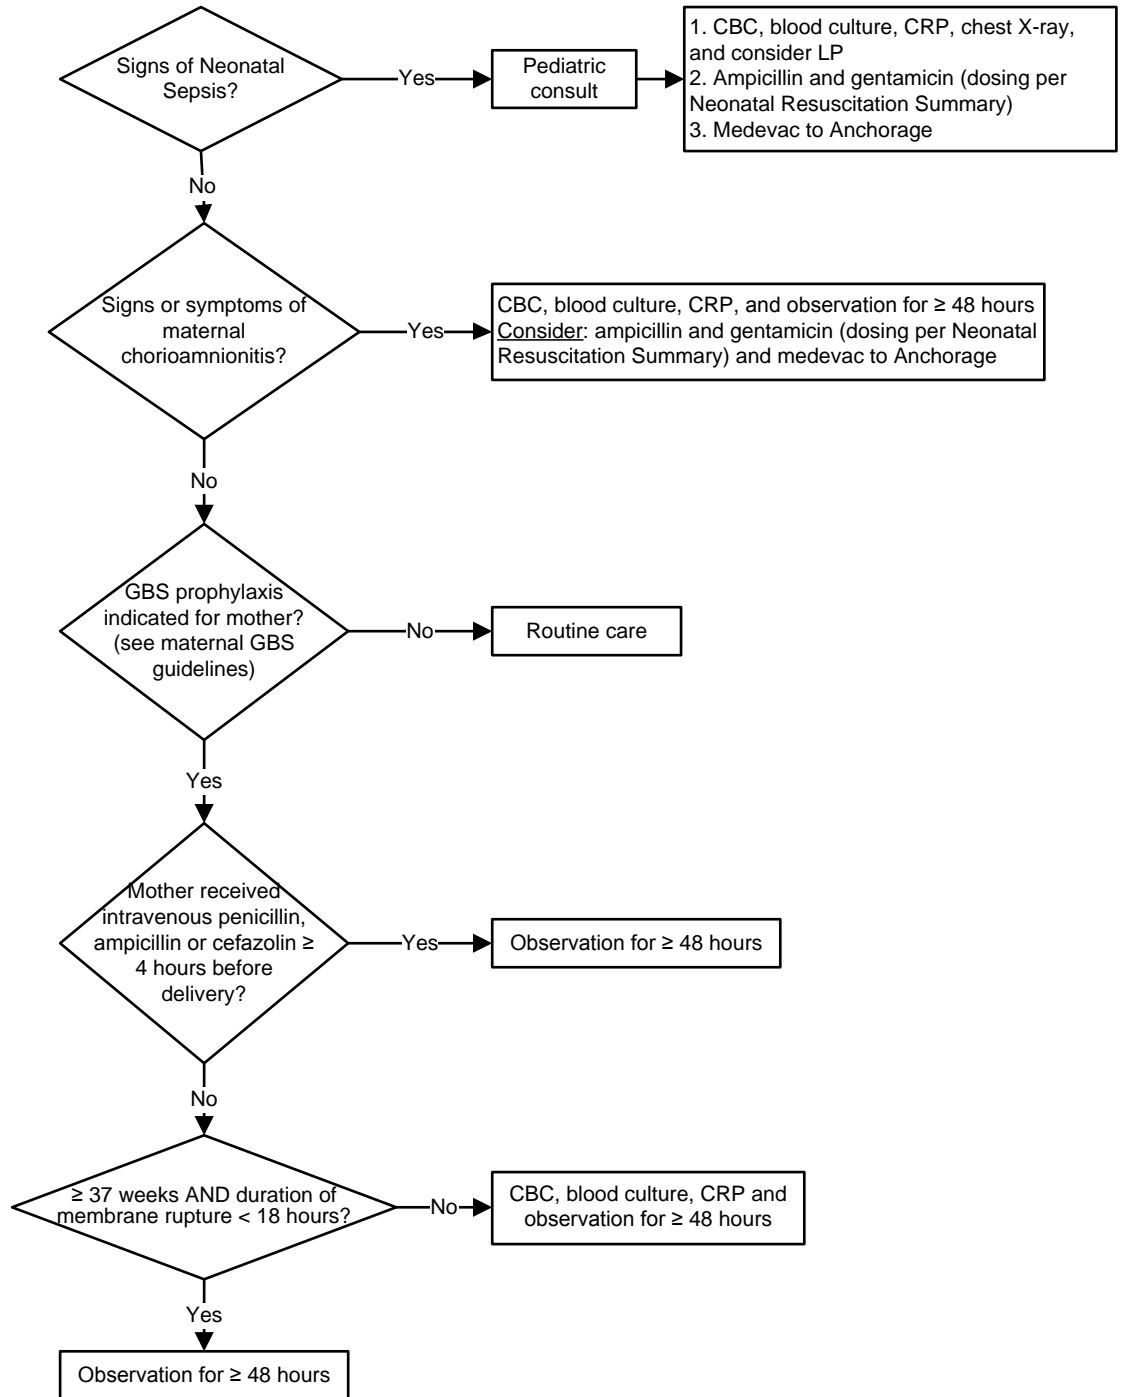 Signs of Neonatal
Sepsis?
Yes
Pediatric
consult
1. CBC, blood culture, CRP, chest X-ray,
and consider LP
2. Ampicillin and gentamicin (dosing per
Neonatal Resuscitation Summary)
3. Medevac to Anchorage
No
Signs or symptoms of
maternal
chorioamnionitis?
Yes
CBC, blood culture, CRP, and observation for ≥ 48 hours
Consider: ampicillin and gentamicin (dosing per Neonatal
Resuscitation Summary) and medevac to Anchorage
No
GBS prophylaxis
indicated for mother?
(see maternal GBS
guidelines)
No
Routine care
Yes
Mother received
intravenous penicillin,
ampicillin or cefazolin ≥
4 hours before
delivery?
Yes
Observation for ≥ 48 hours
No
≥ 37 weeks AND duration of
membrane rupture < 18 hours?
No
CBC, blood culture, CRP and
observation for ≥ 48 hours
Yes
Observation for ≥ 48 hours